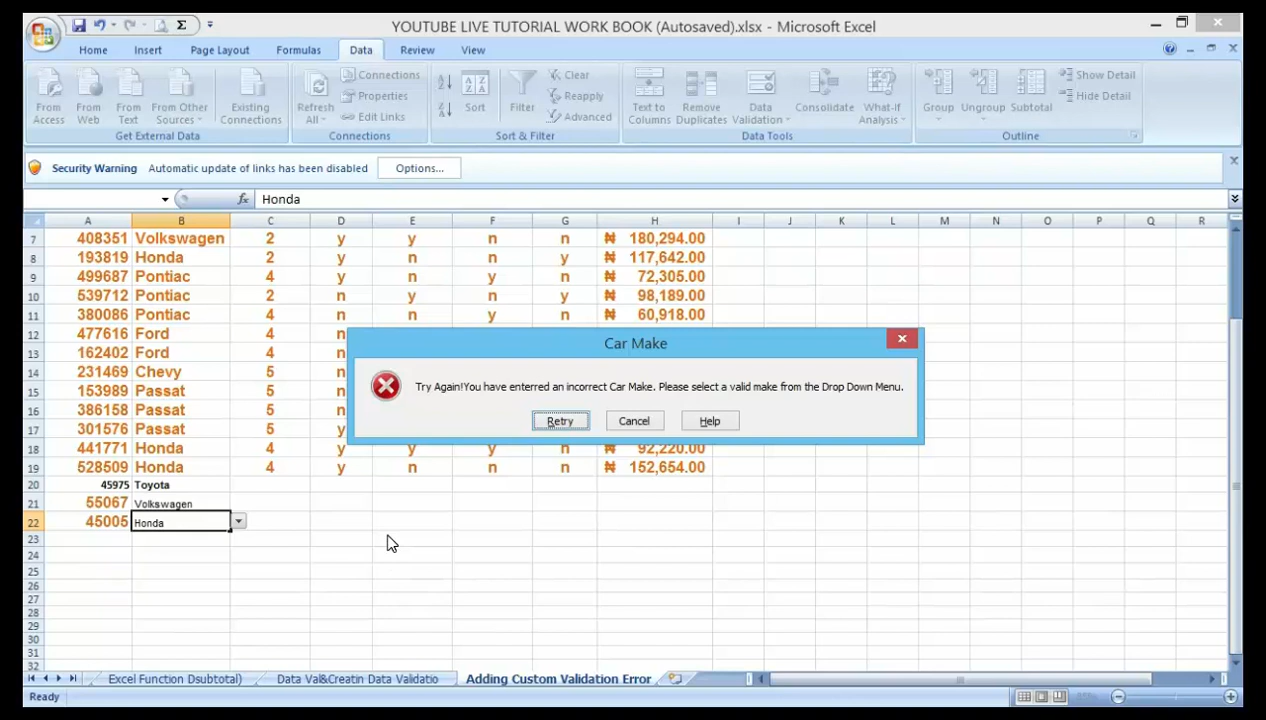 YOUTUBE LIVE TUTORIAL WORK BOOK (Autosaved).xlsx - Microsoft Excel
Home Insert Page Layout Formulas Data Review View
From Access From Web From Text From Other Sources Existing Connections Refresh All Connections Properties Edit Links Sort Filter Clear Reapply Advanced Text to Columns Remove Duplicates Data Validation Consolidate What-If Analysis Group Ungroup Subtotal Show Detail Hide Detail
Get External Data Connections Sort & Filter Data Tools Outline
Security Warning Automatic update of links has been disabled Options...
fx Honda
A B C D E F G H I J K L M N O P Q R
7 408351 Volkswagen 2 y y n n ₦ 180,294.00
8 193819 Honda 2 y n n y ₦ 117,642.00
9 499687 Pontiac 4 y n y n ₦ 72,305.00
10 539712 Pontiac 2 n y n y ₦ 98,189.00
11 380086 Pontiac 4 n n y n ₦ 60,918.00
12 477616 Ford 4 n
13 162402 Ford 4 n
14 231469 Chevy 5 n
15 153989 Passat 5 n
16 386158 Passat 5 n
17 301576 Passat 5 y
18 441771 Honda 4 y y y n ₦ 92,220.00
19 528509 Honda 4 y n n n ₦ 152,654.00
20 45975 Toyota
21 55067 Volkswagen
22 45005 Honda
23
24
25
26
27
28
29
30
31
32
Car Make
Try Again!You have enterred an incorrect Car Make. Please select a valid make from the Drop Down Menu.
Retry Cancel Help
Excel Function Dsubtotal) Data Val&Creatin Data Validatio Adding Custom Validation Error
Ready